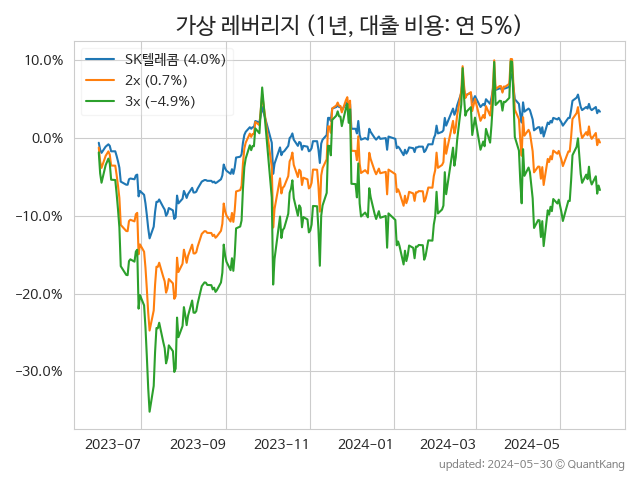 가상 레버리지 (1년, 대출 비용: 연 5%)
SK텔레콤 (4.0%)
2x (0.7%)
3x (−4.9%)
10.0%
0.0%
−10.0%
−20.0%
−30.0%
2023−07 2023−09 2023−11 2024−01 2024−03 2024−05
updated: 2024−05−30 © QuantKang